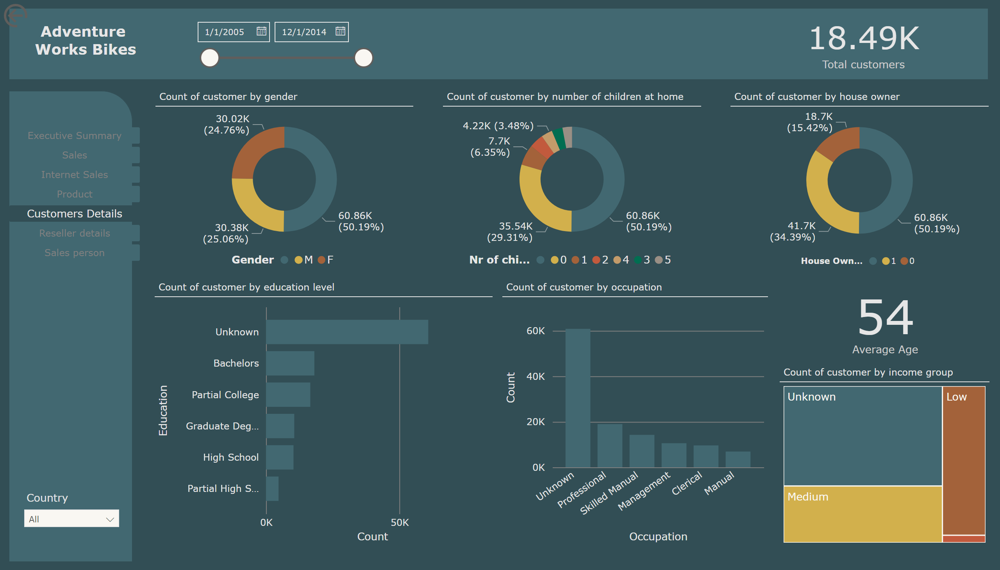 Adventure
Works Bikes
1/1/2005
12/1/2014
18.49K
Total customers
Executive Summary
Sales
Internet Sales
Product
Customers Details
Reseller details
Sales person
Country
All
Count of customer by gender
30.02K
(24.76%)
30.38K
(25.06%)
60.86K
(50.19%)
Gender M F
Count of customer by number of children at home
4.22K (3.48%)
7.7K
(6.35%)
35.54K
(29.31%)
60.86K
(50.19%)
Nr of chi... 0 1 2 4 3 5
Count of customer by house owner
18.7K
(15.42%)
41.7K
(34.39%)
60.86K
(50.19%)
House Own... 1 0
Count of customer by education level
Education
Unknown
Bachelors
Partial College
Graduate Deg...
High School
Partial High S...
0K 50K
Count
Count of customer by occupation
Count
60K
40K
20K
0K
Unknown
Professional
Skilled Manual
Management
Clerical
Manual
Occupation
54
Average Age
Count of customer by income group
Unknown
Low
Medium